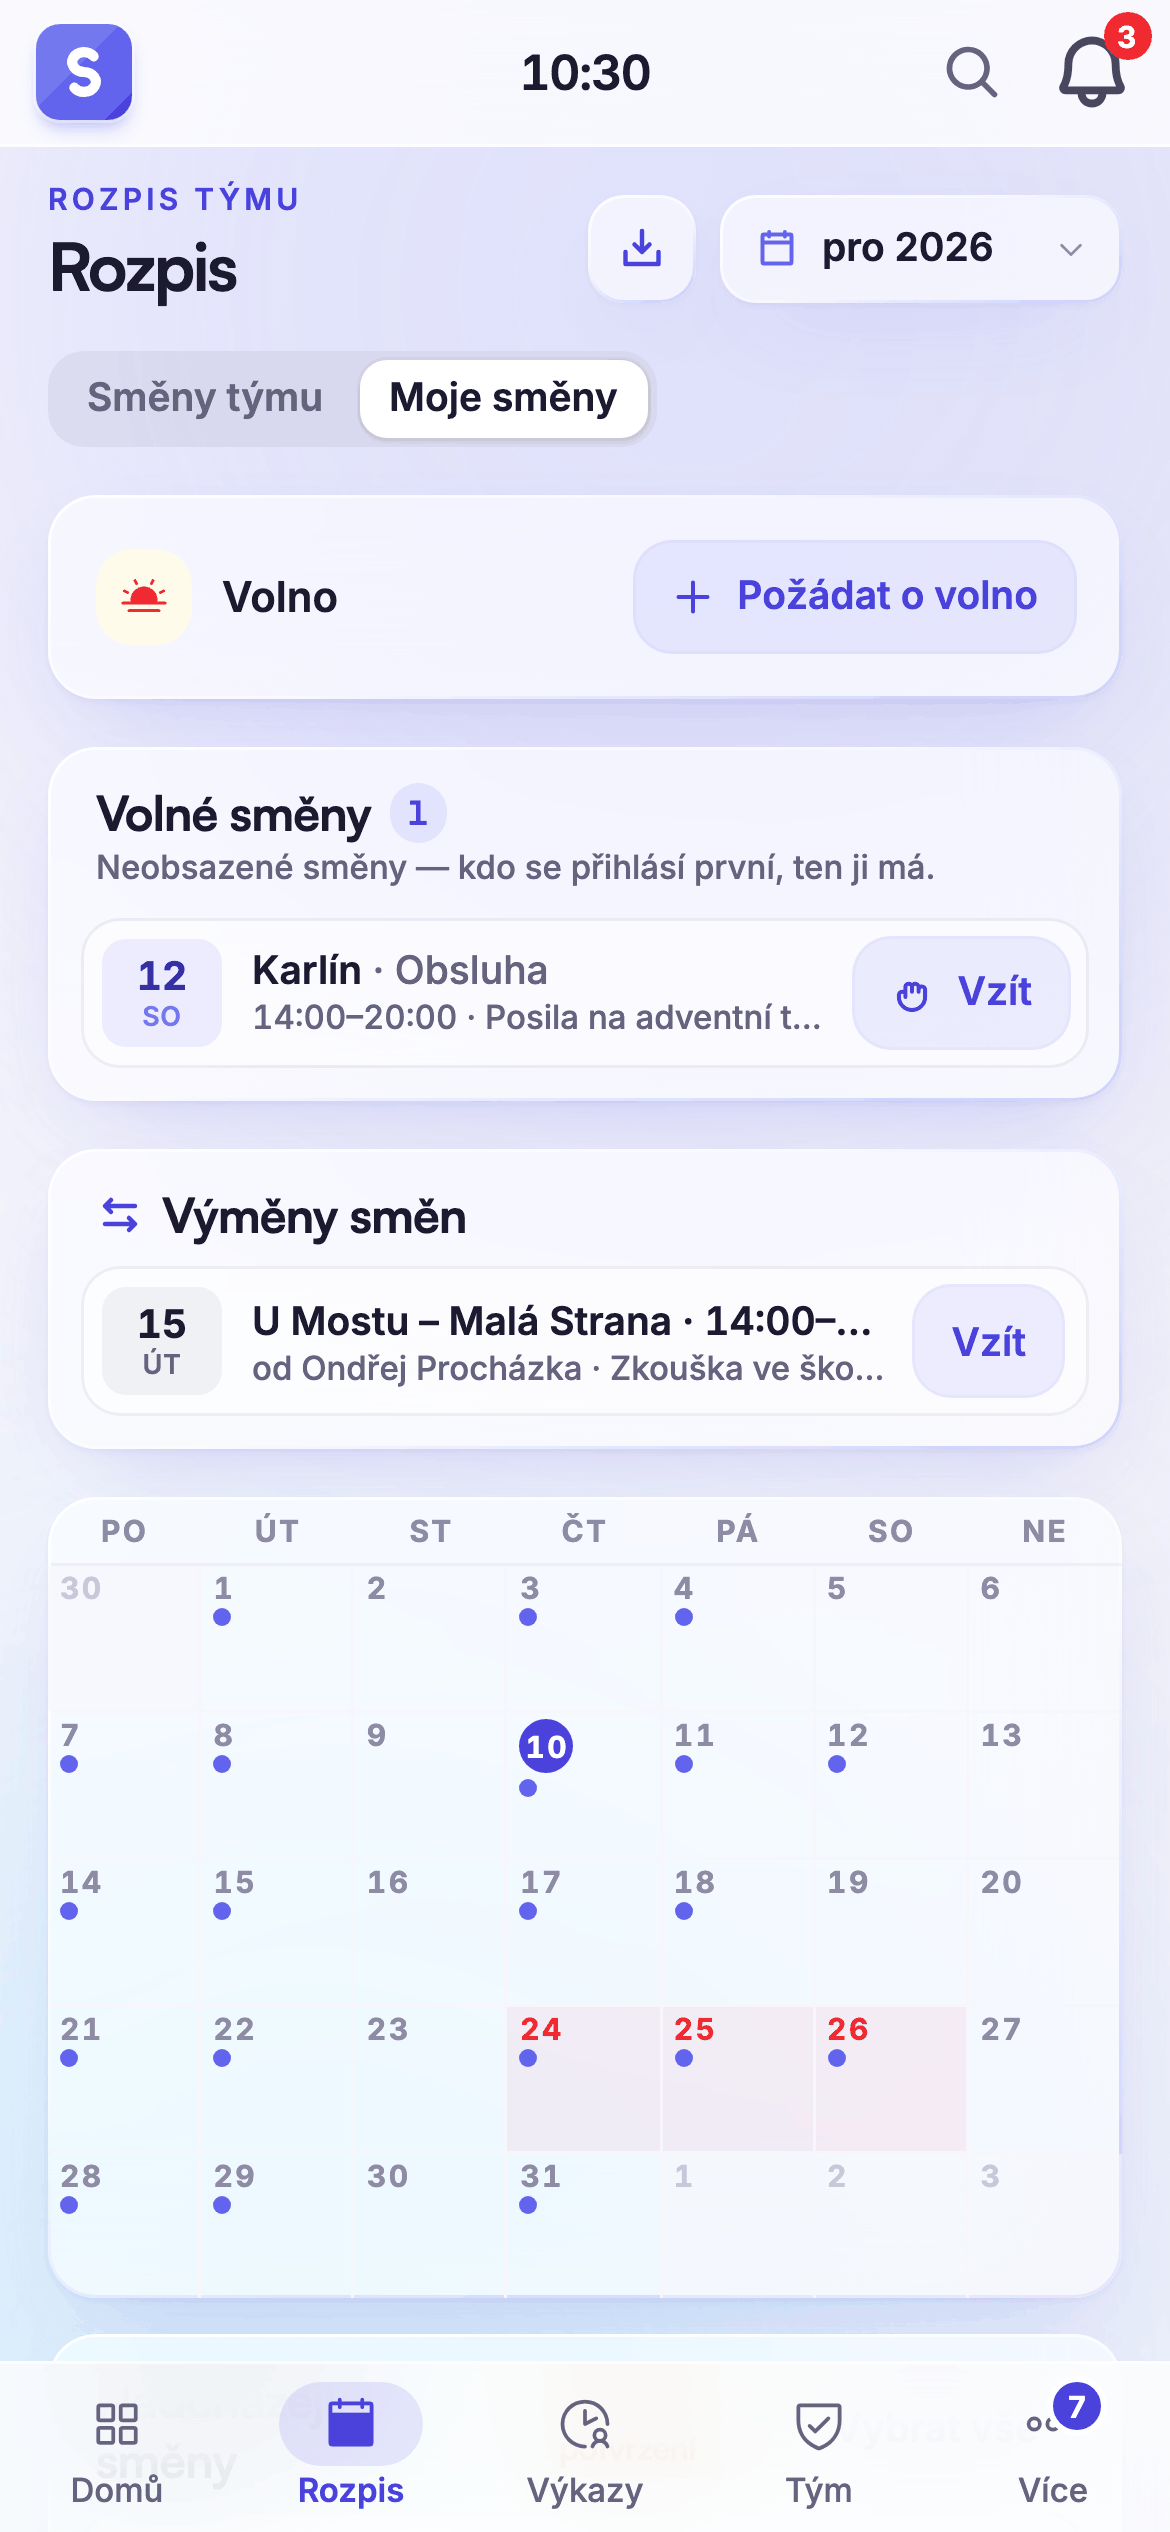 S
10:30
3
ROZPIS TÝMU
Rozpis
pro 2026
Směny týmu
Moje směny
Volno
Požádat o volno
Volné směny 1
Neobsazené směny — kdo se přihlásí první, ten ji má.
12
SO
Karlín · Obsluha
14:00–20:00 · Posila na adventní t...
Vzít
Výměny směn
15
ÚT
U Mostu – Malá Strana · 14:00–...
od Ondřej Procházka · Zkouška ve ško...
Vzít
PO ÚT ST ČT PÁ SO NE
30 1 2 3 4 5 6
7 8 9 10 11 12 13
14 15 16 17 18 19 20
21 22 23 24 25 26 27
28 29 30 31 1 2 3
směny
potvrzení
Vybrat vše
7
Domů
Rozpis
Výkazy
Tým
Více